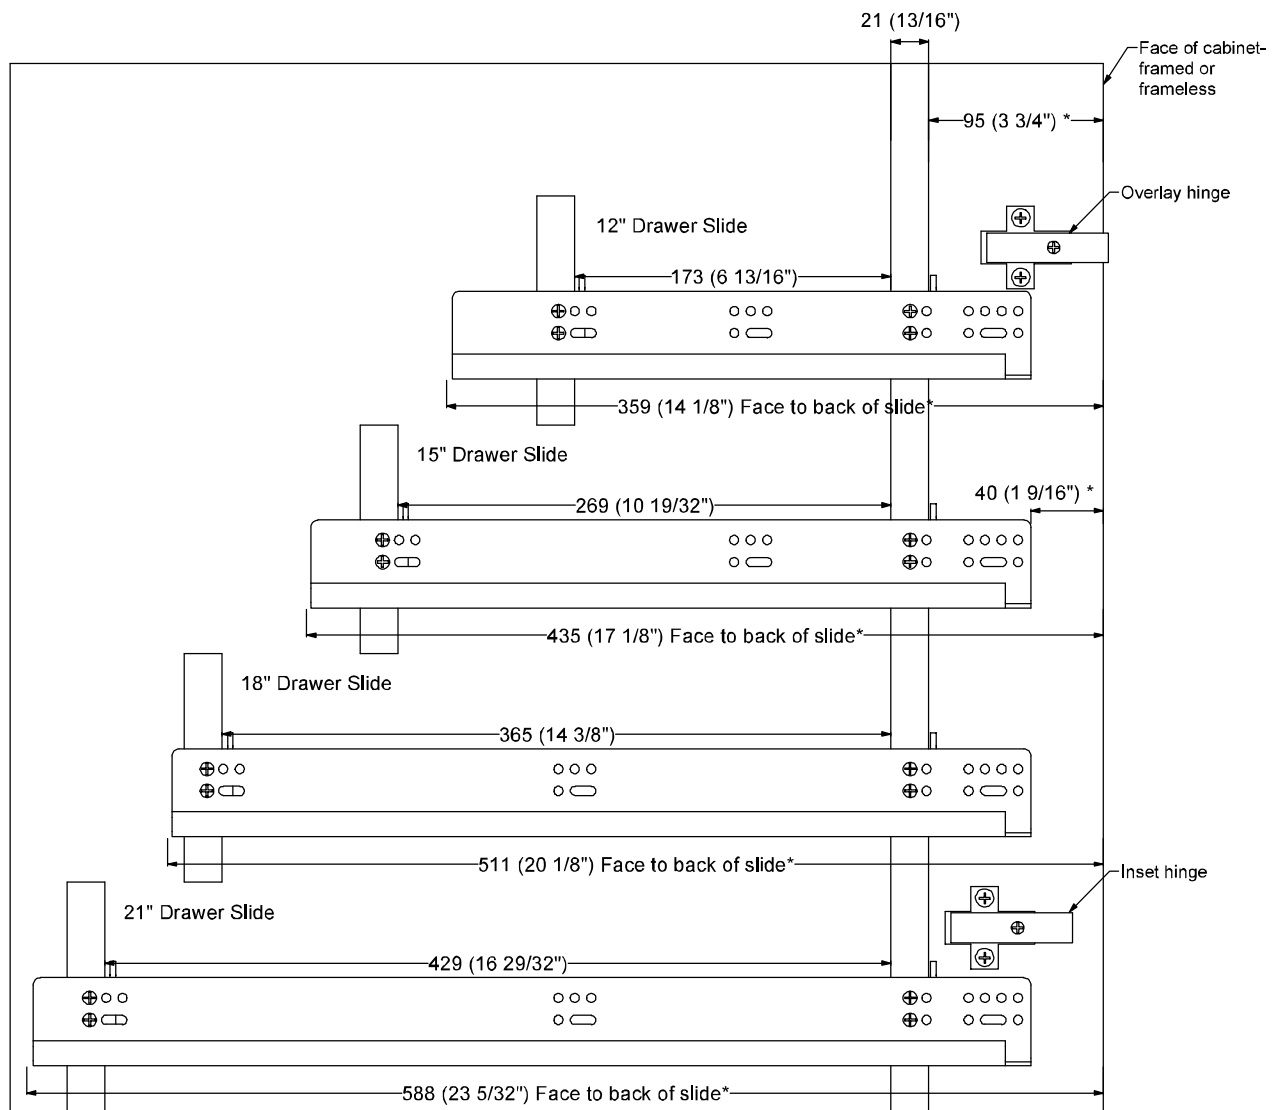 21 (13/16")
Face of cabinet-
framed or
frameless
95 (3 3/4") *
Overlay hinge
12" Drawer Slide
173 (6 13/16")
359 (14 1/8") Face to back of slide*
15" Drawer Slide
40 (1 9/16") *
269 (10 19/32")
435 (17 1/8") Face to back of slide*
18" Drawer Slide
365 (14 3/8")
511 (20 1/8") Face to back of slide*
Inset hinge
21" Drawer Slide
429 (16 29/32")
588 (23 5/32") Face to back of slide*